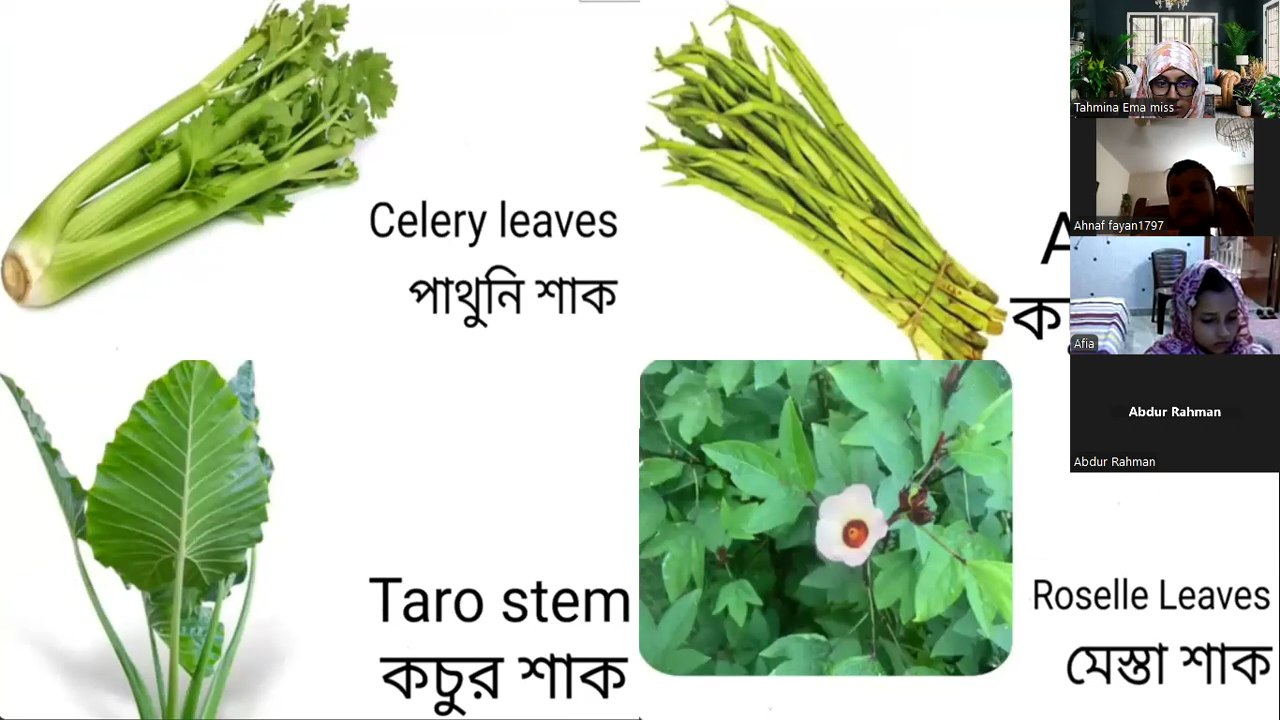 Celery leaves
পাথুনি শাক
A
ক
Taro stem
কচুর শাক
Roselle Leaves
মেস্তা শাক
Tahmina Ema miss
Ahnaf fayan1797
Afia
Abdur Rahman
Abdur Rahman